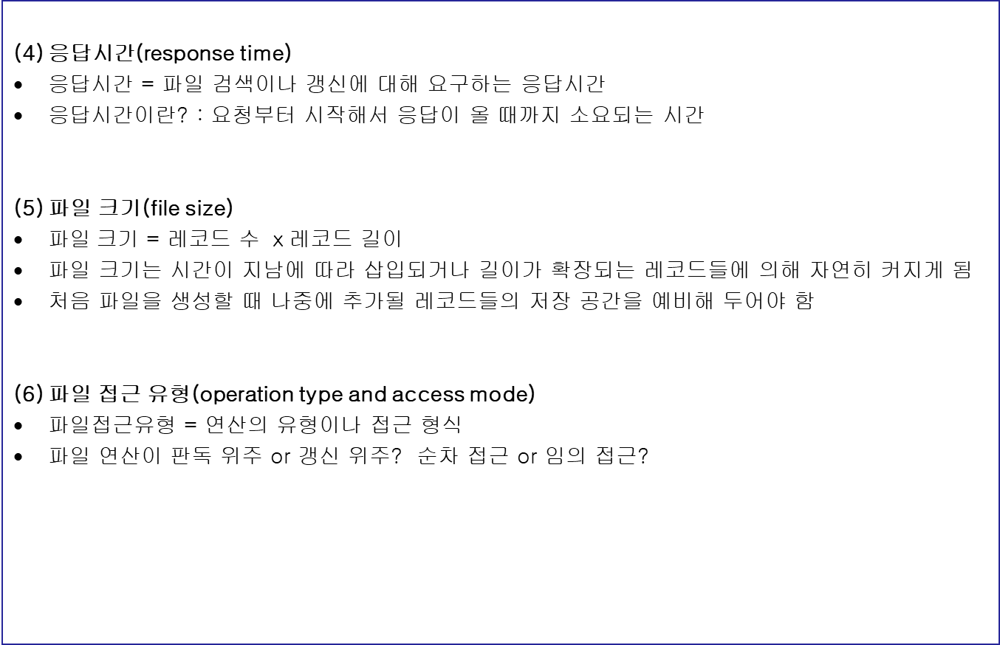 (4) 응답시간(response time)
• 응답시간 = 파일 검색이나 갱신에 대해 요구하는 응답시간
• 응답시간이란? : 요청부터 시작해서 응답이 올 때까지 소요되는 시간
(5) 파일 크기(file size)
• 파일 크기 = 레코드 수 x 레코드 길이
• 파일 크기는 시간이 지남에 따라 삽입되거나 길이가 확장되는 레코드들에 의해 자연히 커지게 됨
• 처음 파일을 생성할 때 나중에 추가될 레코드들의 저장 공간을 예비해 두어야 함
(6) 파일 접근 유형(operation type and access mode)
• 파일접근유형 = 연산의 유형이나 접근 형식
• 파일 연산이 판독 위주 or 갱신 위주? 순차 접근 or 임의 접근?